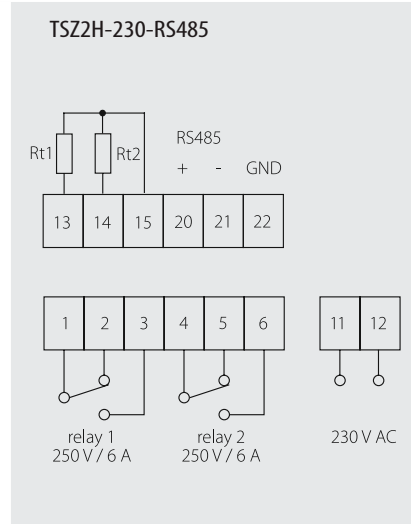 TSZ2H-230-RS485
Rt1 Rt2 RS485
+ - GND
13 14 15 20 21 22
1 2 3 4 5 6 11 12
relay 1 relay 2 230 V AC
250 V / 6 A 250 V / 6 A